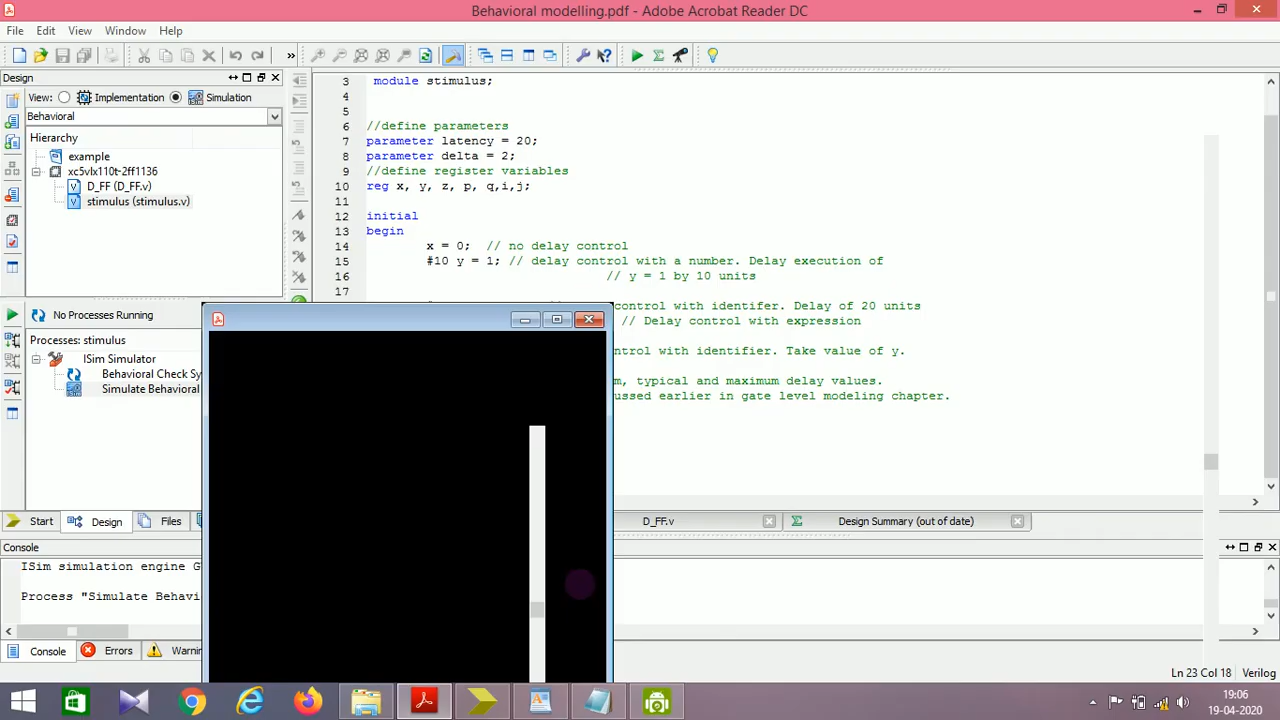 Behavioral modelling.pdf - Adobe Acrobat Reader DC
File Edit View Window Help
»
Design
View: Implementation Simulation
Behavioral
Hierarchy
example
xc5vlx110t-2ff1136
D_FF (D_FF.v)
stimulus (stimulus.v)
No Processes Running
Processes: stimulus
ISim Simulator
Behavioral Check Sy
Simulate Behavioral
Start Design Files
3 module stimulus;
4
5
6 //define parameters
7 parameter latency = 20;
8 parameter delta = 2;
9 //define register variables
10 reg x, y, z, p, q,i,j;
11
12 initial
13 begin
14 x = 0; // no delay control
15 #10 y = 1; // delay control with a number. Delay execution of
16 // y = 1 by 10 units
17
control with identifer. Delay of 20 units
// Delay control with expression
ontrol with identifier. Take value of y.
m, typical and maximum delay values.
ussed earlier in gate level modeling chapter.
D_FF.v Design Summary (out of date)
Console
ISim simulation engine G
Process "Simulate Behavi
Console Errors Warnin
Ln 23 Col 18 Verilog
19:06
19-04-2020